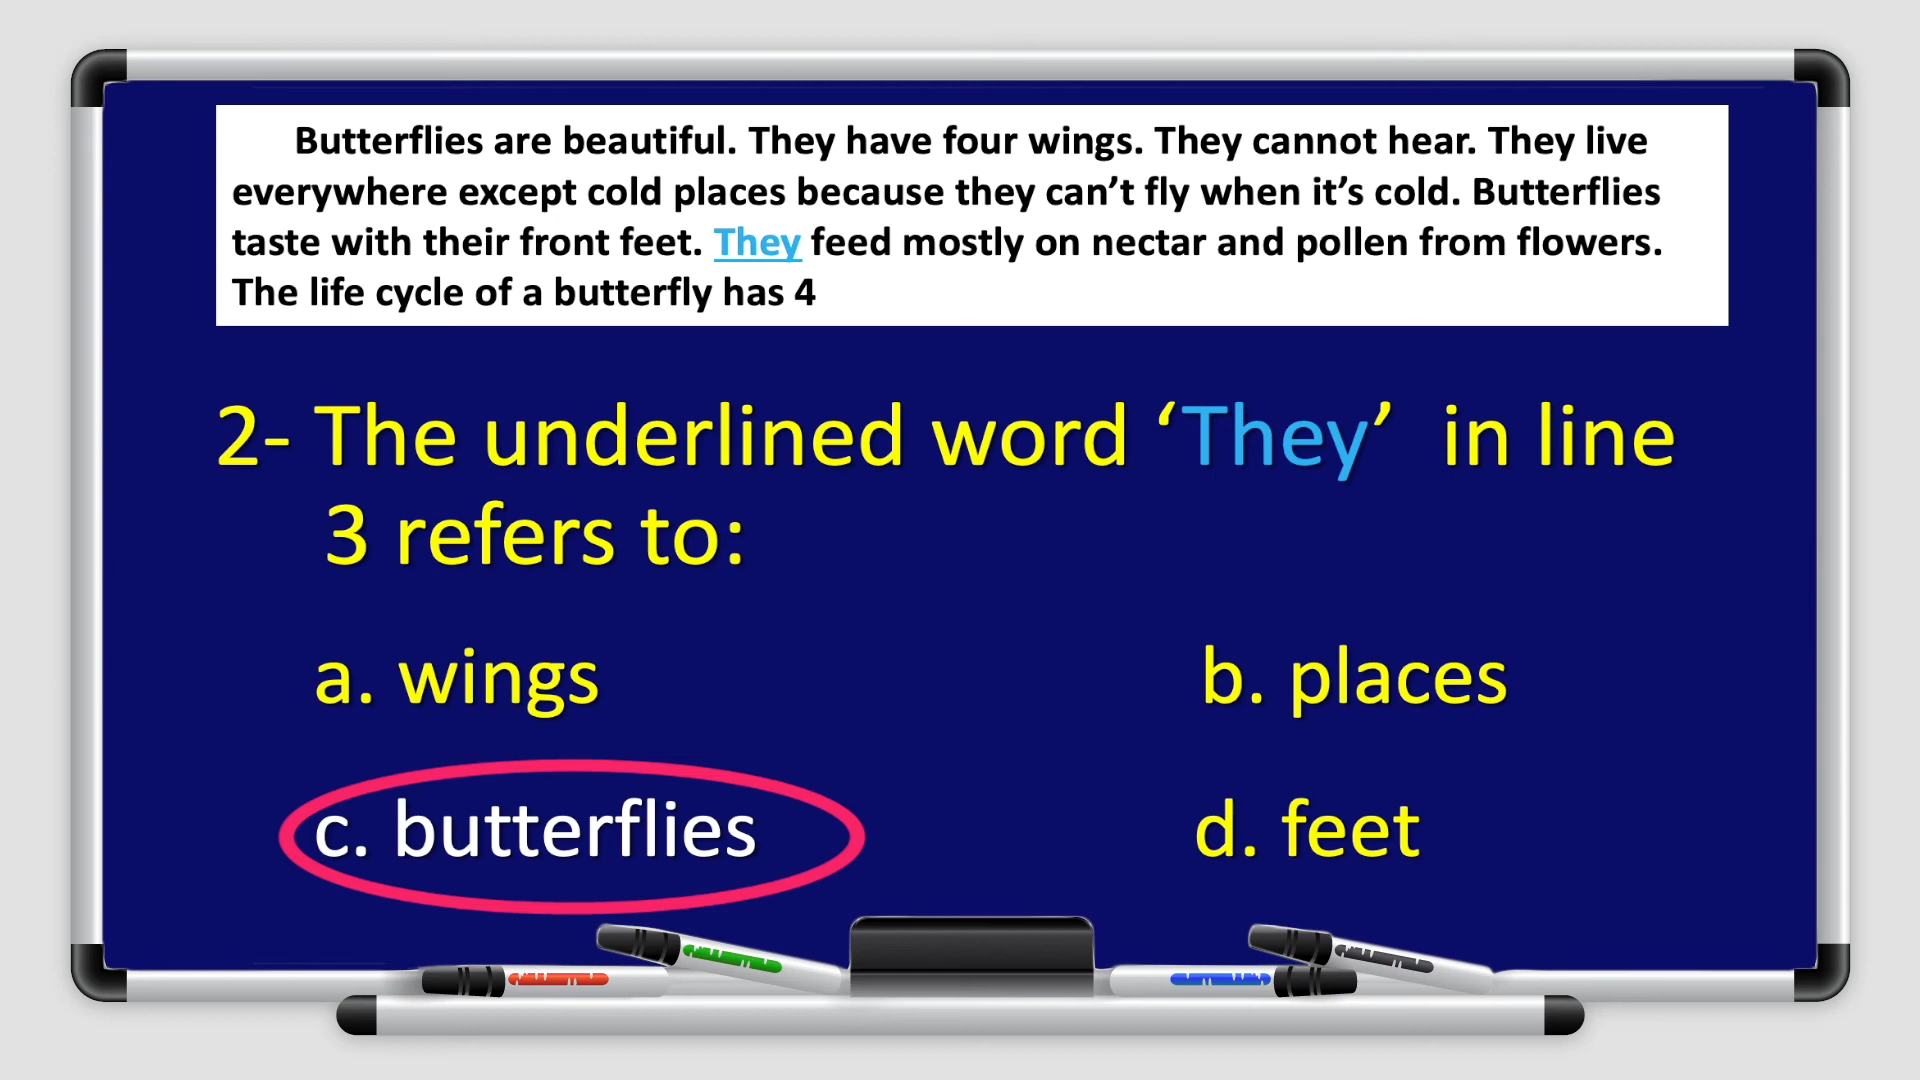 Butterflies are beautiful. They have four wings. They cannot hear. They live
everywhere except cold places because they can’t fly when it’s cold. Butterflies
taste with their front feet. They feed mostly on nectar and pollen from flowers.
The life cycle of a butterfly has 4
2- The underlined word ‘They’ in line
3 refers to:
a. wings
b. places
c. butterflies
d. feet